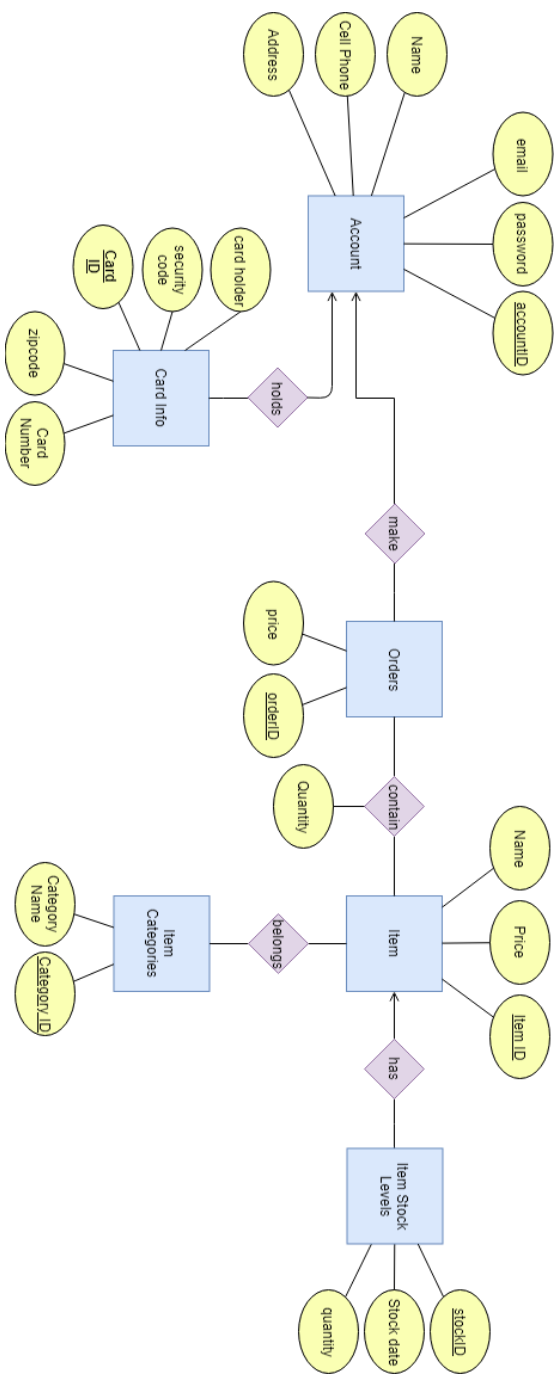 email
password
accountID
Name
Cell Phone
Address
Account
card holder
security
code
Card
ID
zipcode
Card
Number
Card Info
holds
make
Orders
price
orderID
contain
Quantity
Name
Price
Item ID
Item
belongs
Item
Categories
Category
Name
Category ID
has
Item Stock
Levels
stockID
Stock date
quantity